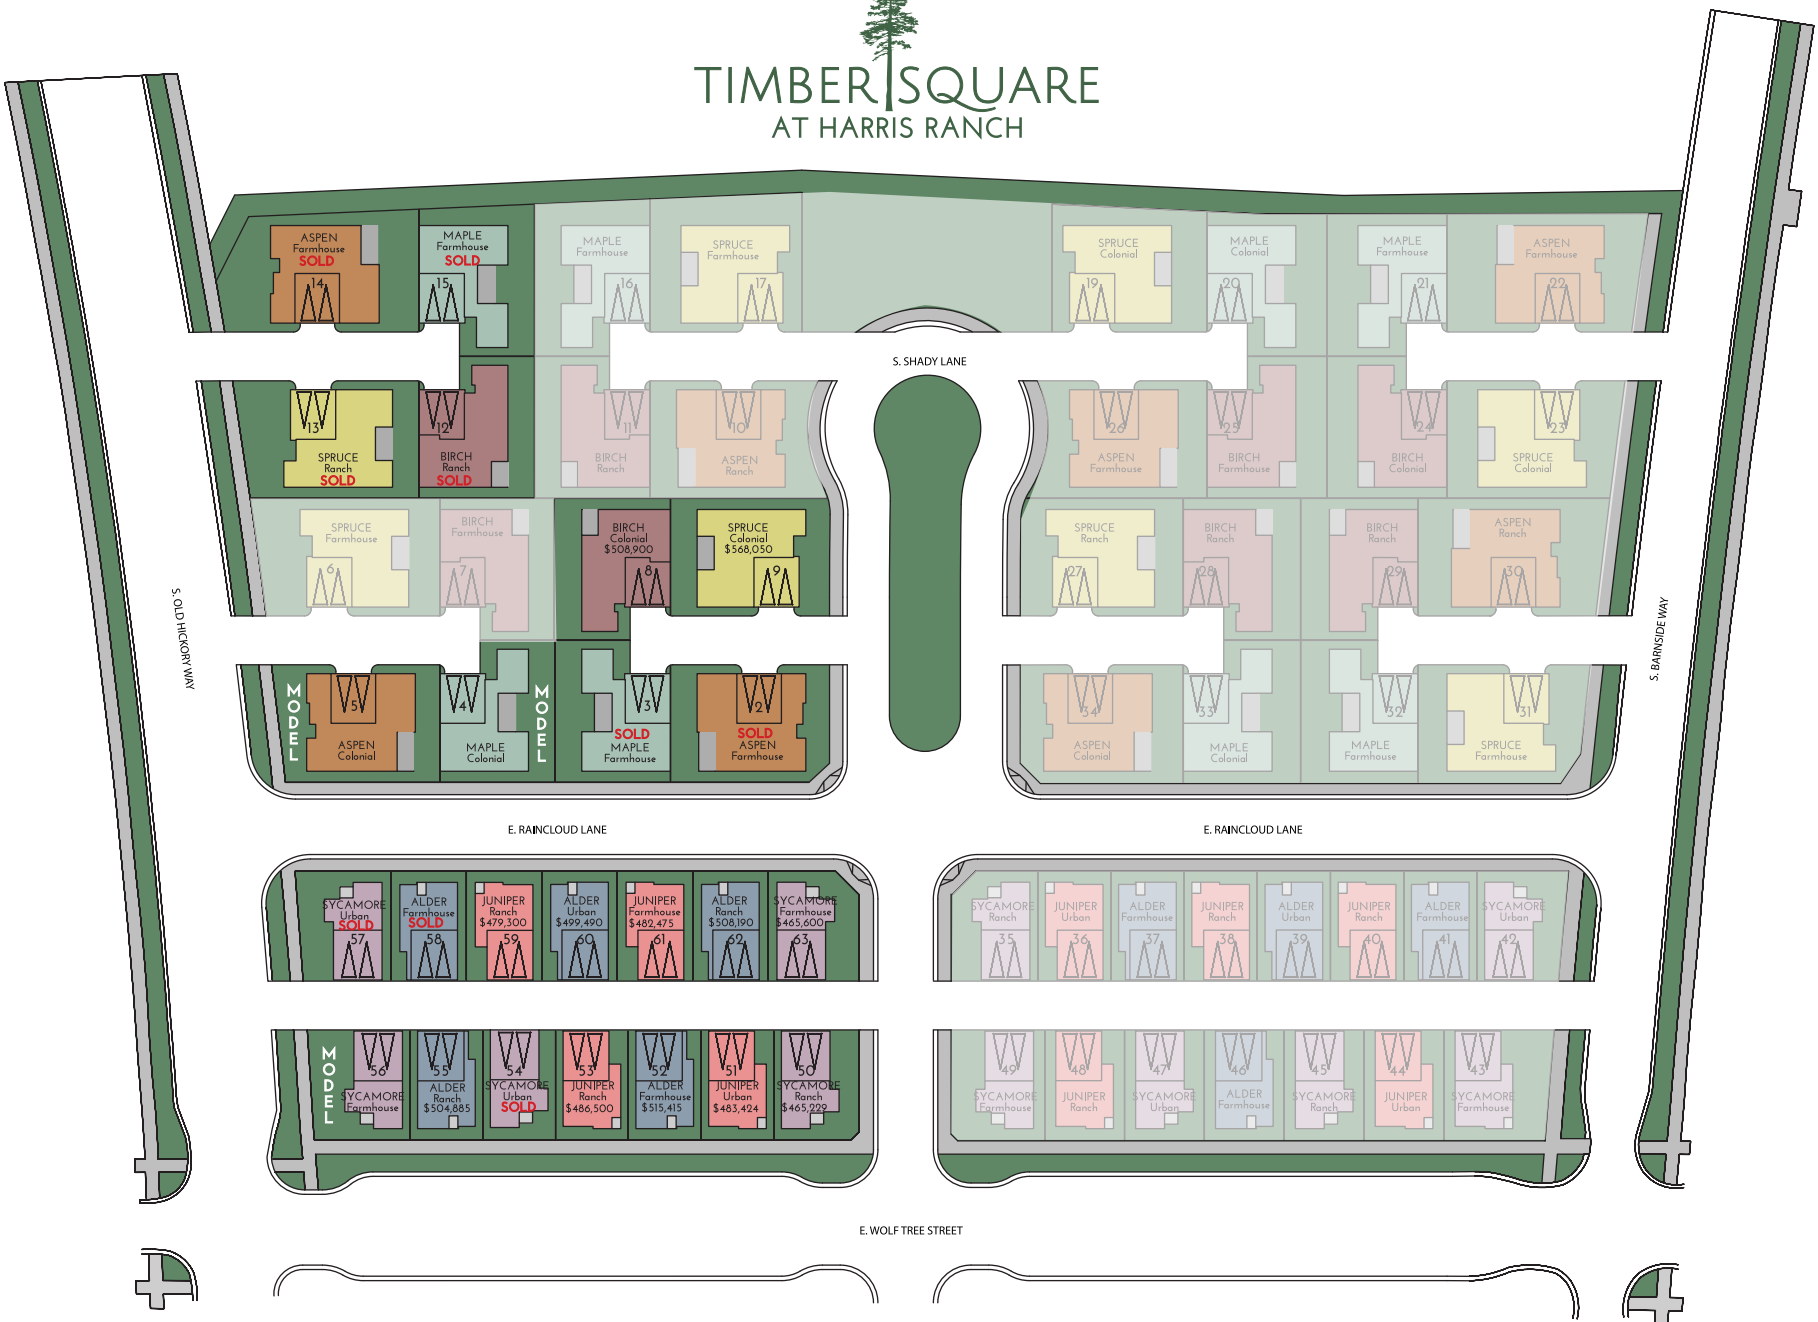 TIMBER SQUARE
AT HARRIS RANCH
ASPEN
Farmhouse
SOLD
14
MAPLE
Farmhouse
SOLD
15
MAPLE
Farmhouse
16
SPRUCE
Farmhouse
17
SPRUCE
Colonial
19
MAPLE
Colonial
20
MAPLE
Farmhouse
21
ASPEN
Farmhouse
22
S. SHADY LANE
13
SPRUCE
Ranch
SOLD
12
BIRCH
Ranch
SOLD
11
BIRCH
Ranch
10
ASPEN
Ranch
26
ASPEN
Farmhouse
25
BIRCH
Farmhouse
24
BIRCH
Colonial
23
SPRUCE
Colonial
SPRUCE
Farmhouse
6
BIRCH
Farmhouse
7
BIRCH
Colonial
$508,900
8
SPRUCE
Colonial
$568,050
9
SPRUCE
Ranch
27
BIRCH
Ranch
28
BIRCH
Ranch
29
ASPEN
Ranch
30
S. OLD HICKORY WAY
S. BARNSIDE WAY
MODEL
5
ASPEN
Colonial
4
MAPLE
Colonial
MODEL
3
SOLD
MAPLE
Farmhouse
2
SOLD
ASPEN
Farmhouse
34
ASPEN
Colonial
33
MAPLE
Colonial
32
MAPLE
Farmhouse
31
SPRUCE
Farmhouse
E. RAINCLOUD LANE
E. RAINCLOUD LANE
SYCAMORE
Urban
SOLD
57
ALDER
Farmhouse
SOLD
58
JUNIPER
Ranch
$479,300
59
ALDER
Urban
$499,490
60
JUNIPER
Farmhouse
$482,475
61
ALDER
Ranch
$508,190
62
SYCAMORE
Farmhouse
$465,600
63
SYCAMORE
Ranch
35
JUNIPER
Urban
36
ALDER
Farmhouse
37
JUNIPER
Ranch
38
ALDER
Urban
39
JUNIPER
Ranch
40
ALDER
Farmhouse
41
SYCAMORE
Urban
42
MODEL
56
SYCAMORE
Farmhouse
55
ALDER
Ranch
$504,885
54
SYCAMORE
Urban
SOLD
53
JUNIPER
Ranch
$486,500
52
ALDER
Farmhouse
$515,415
51
JUNIPER
Urban
$483,424
50
SYCAMORE
Ranch
$465,229
49
SYCAMORE
Farmhouse
48
JUNIPER
Ranch
47
SYCAMORE
Urban
46
ALDER
Farmhouse
45
SYCAMORE
Ranch
44
JUNIPER
Urban
43
SYCAMORE
Farmhouse
E. WOLF TREE STREET